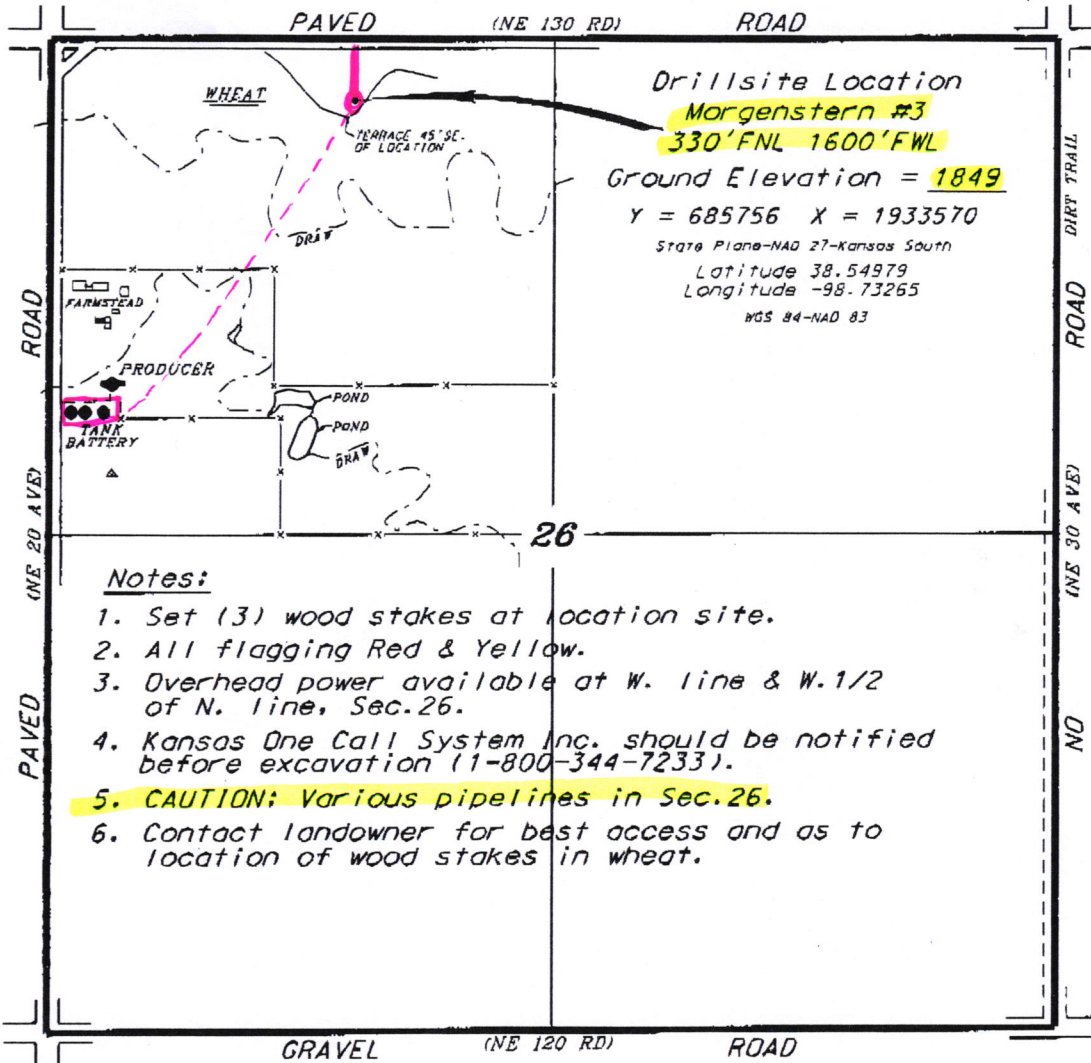 PAVED (NE 130 RD) ROAD
WHEAT
TERRACE 45' SE.
OF LOCATION
Drillsite Location
Morgenstern #3
330'FNL 1600'FWL
Ground Elevation = 1849
Y = 685756 X = 1933570
State Plane-NAD 27-Kansas South
Latitude 38.54979
Longitude -98.73265
WGS 84-NAD 83
DRAW
FARMSTEAD
PRODUCER
TANK
BATTERY
POND
POND
DRAW
26
PAVED (NE 20 AVE) ROAD
NO (NE 30 AVE) ROAD
DIRT TRAIL
Notes:
1. Set (3) wood stakes at location site.
2. All flagging Red & Yellow.
3. Overhead power available at W. line & W.1/2
of N. line, Sec.26.
4. Kansas One Call System Inc. should be notified
before excavation (1-800-344-7233).
5. CAUTION: Various pipelines in Sec.26.
6. Contact landowner for best access and as to
location of wood stakes in wheat.
GRAVEL (NE 120 RD) ROAD